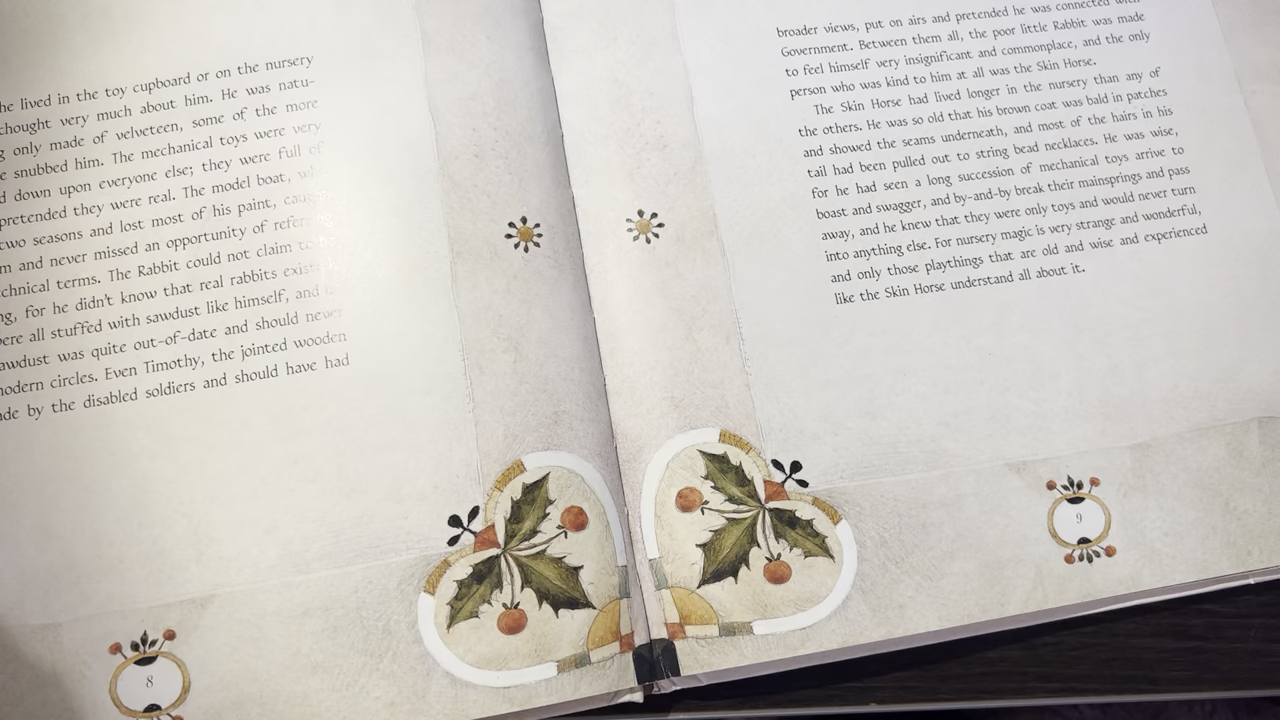 he lived in the toy cupboard or on the nursery
thought very much about him. He was natu-
only made of velveteen, some of the more
snubbed him. The mechanical toys were very
down upon everyone else; they were full of
pretended they were real. The model boat,
two seasons and lost most of his paint,
and never missed an opportunity of
technical terms. The Rabbit could not claim to
for he didn't know that real rabbits
were all stuffed with sawdust like himself, and
sawdust was quite out-of-date and should never
modern circles. Even Timothy, the jointed wooden
by the disabled soldiers and should have had
8
broader views, put on airs and pretended he was connected with
Government. Between them all, the poor little Rabbit was made
to feel himself very insignificant and commonplace, and the only
person who was kind to him at all was the Skin Horse.
The Skin Horse had lived longer in the nursery than any of
the others. He was so old that his brown coat was bald in patches
and showed the seams underneath, and most of the hairs in his
tail had been pulled out to string bead necklaces. He was wise,
for he had seen a long succession of mechanical toys arrive to
boast and swagger, and by-and-by break their mainsprings and pass
away, and he knew that they were only toys and would never turn
into anything else. For nursery magic is very strange and wonderful,
and only those playthings that are old and wise and experienced
like the Skin Horse understand all about it.
9